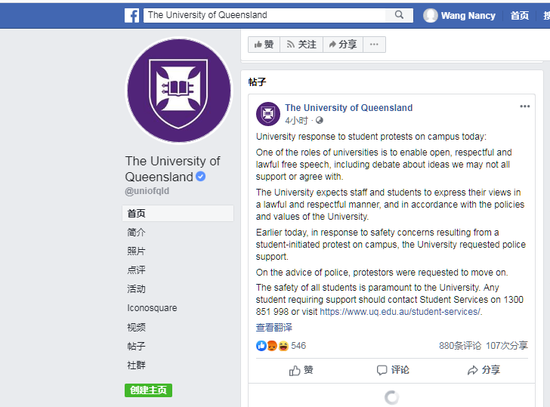 The University of Queensland
Wang Nancy
首页
赞
关注
分享
The University of
Queensland
@uniofqld
首页
简介
照片
点评
活动
Iconosquare
视频
帖子
社群
创建主页
帖子
The University of Queensland
4小时 ·
University response to student protests on campus today:
One of the roles of universities is to enable open, respectful and
lawful free speech, including debate about ideas we may not all
support or agree with.
The University expects staff and students to express their views in
a lawful and respectful manner, and in accordance with the policies
and values of the University.
Earlier today, in response to safety concerns resulting from a
student-initiated protest on campus, the University requested police
support.
On the advice of police, protestors were requested to move on.
The safety of all students is paramount to the University. Any
student requiring support should contact Student Services on 1300
851 998 or visit https://www.uq.edu.au/student-services/.
查看翻译
546
880条评论 107次分享
赞
评论
分享